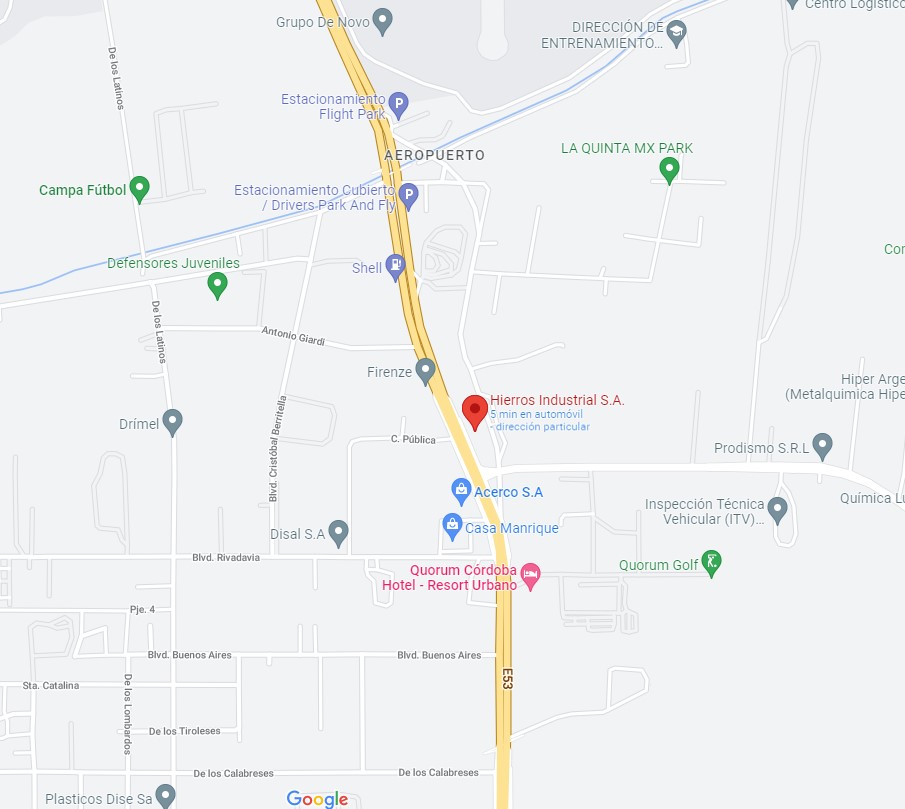 Centro Logístico
Grupo De Novo
DIRECCIÓN DE
ENTRENAMIENTO...
De los Latinos
Estacionamiento
Flight Park
AEROPUERTO
LA QUINTA MX PARK
Campa Fútbol
Estacionamiento Cubierto
/ Drivers Park And Fly
Cor
Defensores Juveniles
Shell
De los Latinos
Antonio Giardi
Firenze
Hiper Arge
(Metalquimica Hipe
Hierros Industrial S.A.
5 min en automóvil
- dirección particular
Drímel
Blvd. Cristóbal Berritella
C. Pública
Prodismo S.R.L
Acerco S.A
Química Lu
Inspección Técnica
Vehicular (ITV)...
Casa Manrique
Disal S.A
Blvd. Rivadavia
Quorum Golf
Quorum Córdoba
Hotel - Resort Urbano
Pje. 4
Blvd. Buenos Aires
Blvd. Buenos Aires
E53
Sta. Catalina
De los Lombardos
De los Tiroleses
De los Calabreses
De los Calabreses
Plasticos Dise Sa
Google